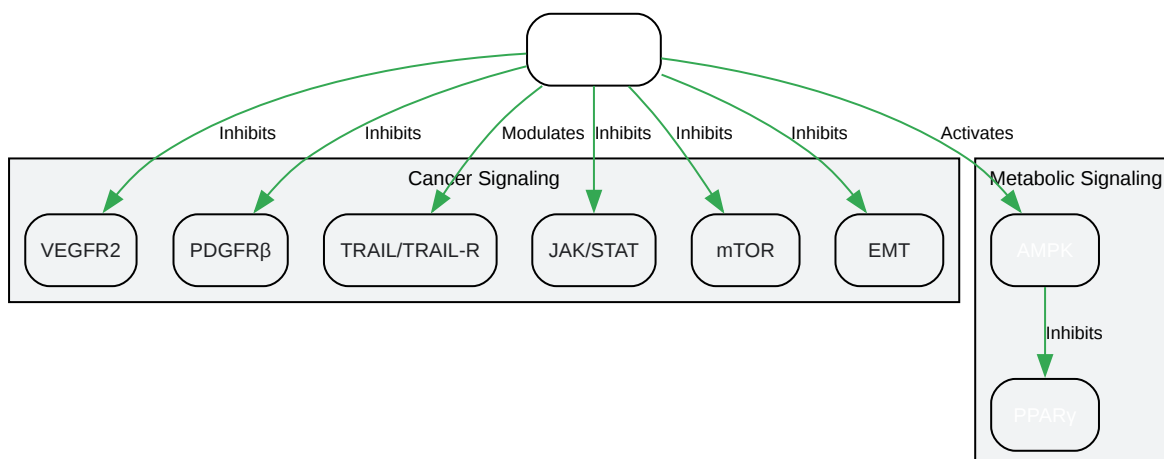 Inhibits
Inhibits
Modulates
Inhibits
Inhibits
Inhibits
Activates
Cancer Signaling
Metabolic Signaling
VEGFR2
PDGFRβ
TRAIL/TRAIL-R
JAK/STAT
mTOR
EMT
AMPK
Inhibits
PPARγ